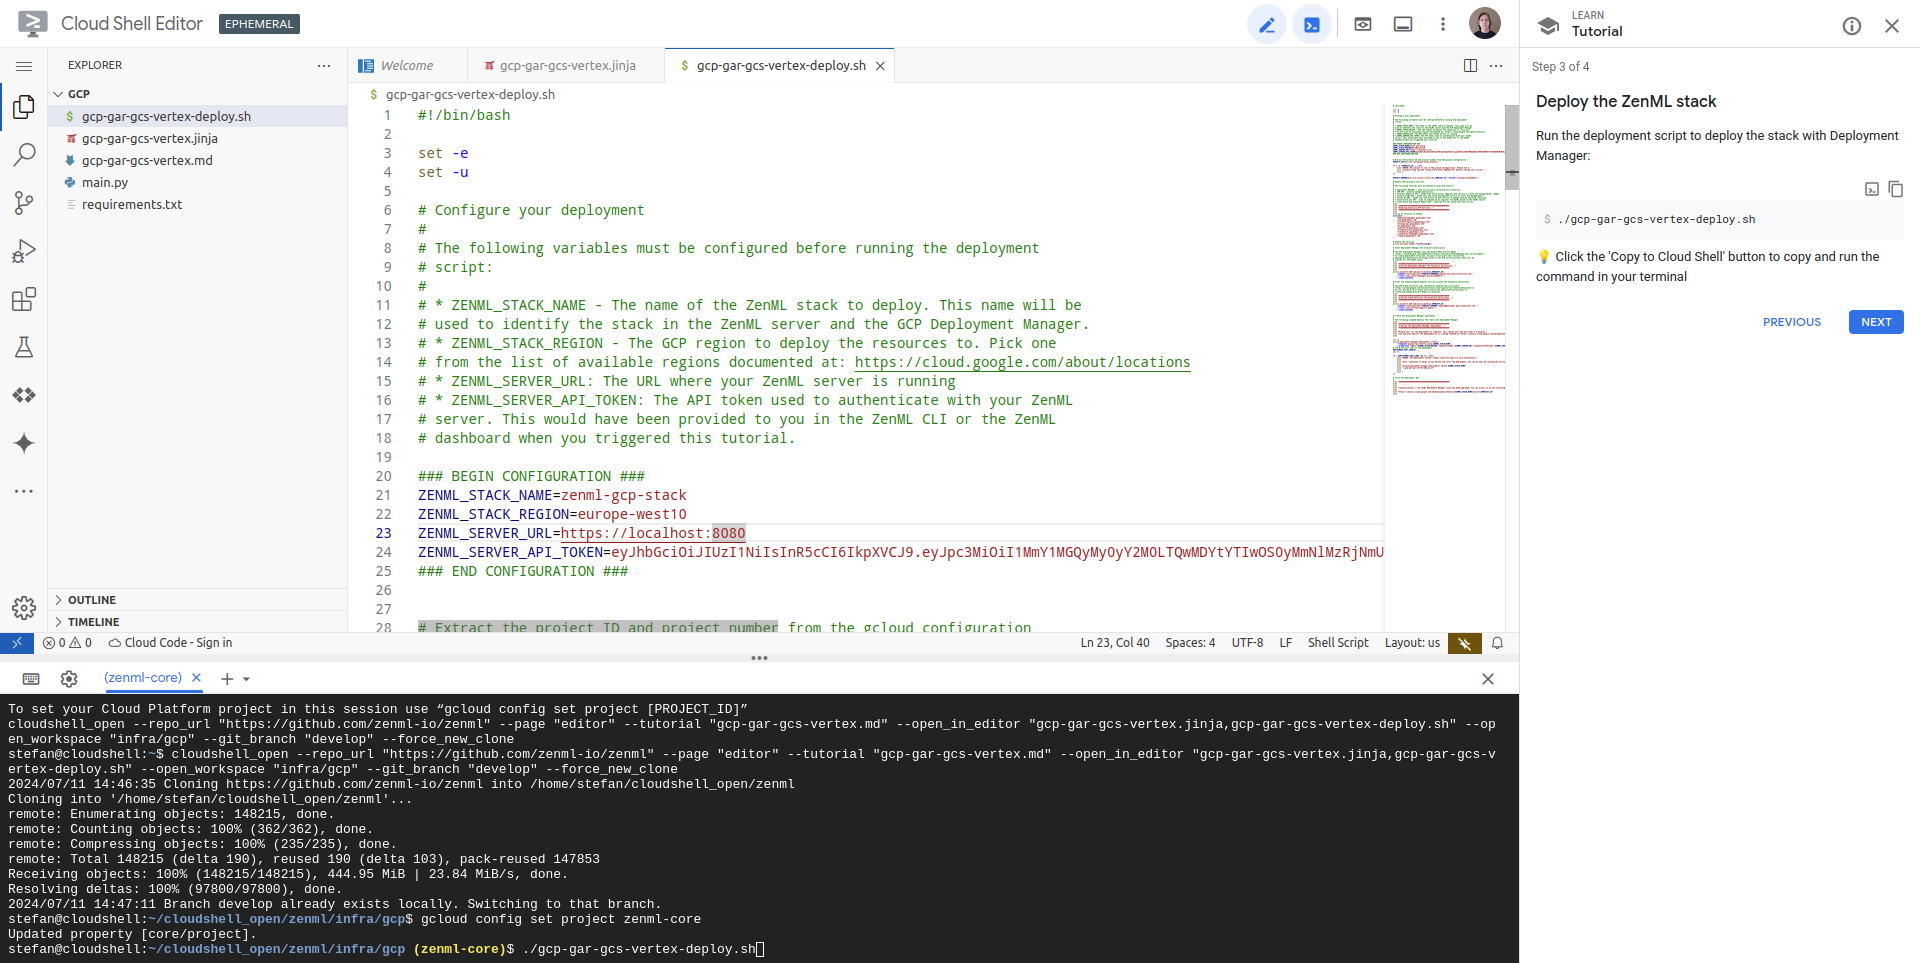 Cloud Shell Editor
EPHEMERAL
LEARN
Tutorial
EXPLORER
GCP
gcp-gar-gcs-vertex-deploy.sh
gcp-gar-gcs-vertex.jinja
gcp-gar-gcs-vertex.md
main.py
requirements.txt
OUTLINE
TIMELINE
Welcome
gcp-gar-gcs-vertex.jinja
gcp-gar-gcs-vertex-deploy.sh
gcp-gar-gcs-vertex-deploy.sh
1 #!/bin/bash
2
3 set -e
4 set -u
5
6 # Configure your deployment
7 #
8 # The following variables must be configured before running the deployment
9 # script:
10 #
11 # * ZENML_STACK_NAME - The name of the ZenML stack to deploy. This name will be
12 # used to identify the stack in the ZenML server and the GCP Deployment Manager.
13 # * ZENML_STACK_REGION - The GCP region to deploy the resources to. Pick one
14 # from the list of available regions documented at: https://cloud.google.com/about/locations
15 # * ZENML_SERVER_URL: The URL where your ZenML server is running
16 # * ZENML_SERVER_API_TOKEN: The API token used to authenticate with your ZenML
17 # server. This would have been provided to you in the ZenML CLI or the ZenML
18 # dashboard when you triggered this tutorial.
19
20 ### BEGIN CONFIGURATION ###
21 ZENML_STACK_NAME=zenml-gcp-stack
22 ZENML_STACK_REGION=europe-west10
23 ZENML_SERVER_URL=https://localhost:8080
24 ZENML_SERVER_API_TOKEN=eyJhbGciOiJIUzI1NiIsInR5cCI6IkpXVCJ9.eyJpc3MiOiI1MmY1MGQyMy0yY2M0LTQwMDYtYTIwOS0yMmNlMzRjNmU
25 ### END CONFIGURATION ###
26
27
28 # Extract the project ID and project number from the gcloud configuration
0 0 Cloud Code - Sign in
Ln 23, Col 40 Spaces: 4 UTF-8 LF Shell Script Layout: us
(zenml-core)
To set your Cloud Platform project in this session use “gcloud config set project [PROJECT_ID]”
cloudshell_open --repo_url "https://github.com/zenml-io/zenml" --page "editor" --tutorial "gcp-gar-gcs-vertex.md" --open_in_editor "gcp-gar-gcs-vertex.jinja,gcp-gar-gcs-vertex-deploy.sh" --op
en_workspace "infra/gcp" --git_branch "develop" --force_new_clone
stefan@cloudshell:~$ cloudshell_open --repo_url "https://github.com/zenml-io/zenml" --page "editor" --tutorial "gcp-gar-gcs-vertex.md" --open_in_editor "gcp-gar-gcs-vertex.jinja,gcp-gar-gcs-v
ertex-deploy.sh" --open_workspace "infra/gcp" --git_branch "develop" --force_new_clone
2024/07/11 14:46:35 Cloning https://github.com/zenml-io/zenml into /home/stefan/cloudshell_open/zenml
Cloning into '/home/stefan/cloudshell_open/zenml'...
remote: Enumerating objects: 148215, done.
remote: Counting objects: 100% (362/362), done.
remote: Compressing objects: 100% (235/235), done.
remote: Total 148215 (delta 190), reused 190 (delta 103), pack-reused 147853
Receiving objects: 100% (148215/148215), 444.95 MiB | 23.84 MiB/s, done.
Resolving deltas: 100% (97800/97800), done.
2024/07/11 14:47:11 Branch develop already exists locally. Switching to that branch.
stefan@cloudshell:~/cloudshell_open/zenml/infra/gcp$ gcloud config set project zenml-core
Updated property [core/project].
stefan@cloudshell:~/cloudshell_open/zenml/infra/gcp (zenml-core)$ ./gcp-gar-gcs-vertex-deploy.sh
Step 3 of 4
Deploy the ZenML stack
Run the deployment script to deploy the stack with Deployment
Manager:
$ ./gcp-gar-gcs-vertex-deploy.sh
💡 Click the 'Copy to Cloud Shell' button to copy and run the
command in your terminal
PREVIOUS
NEXT